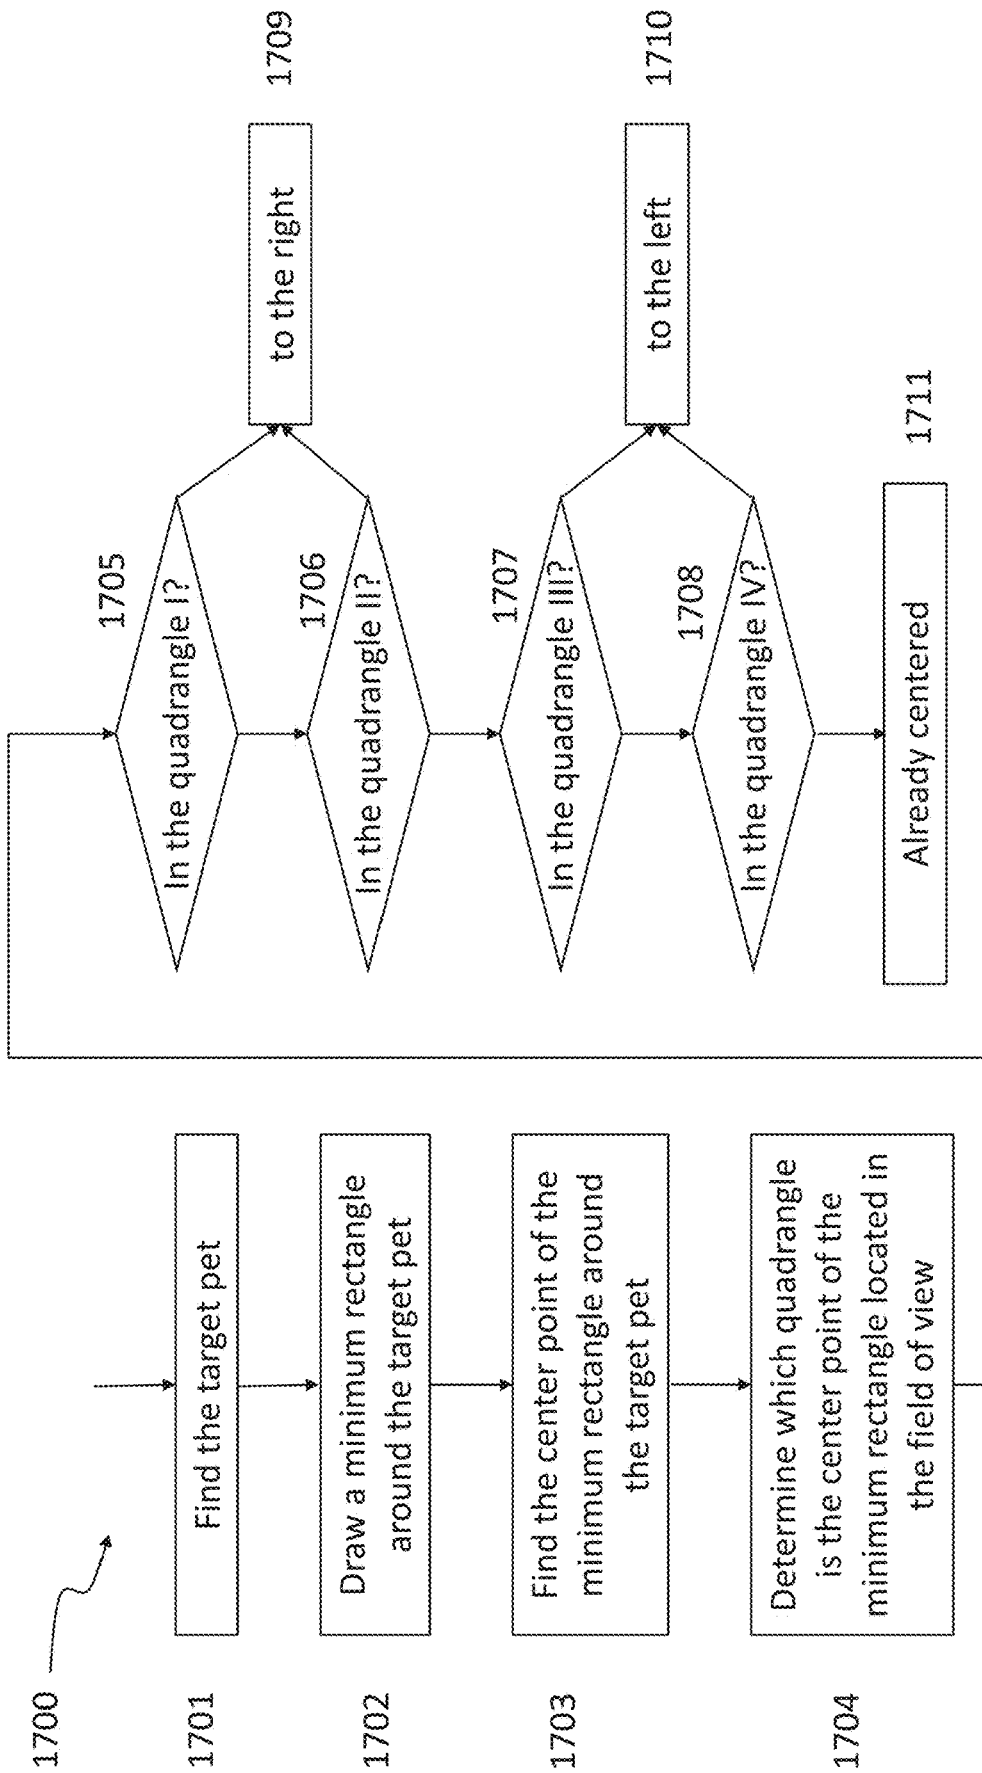 1700
1701
Find the target pet
1702
Draw a minimum rectangle
around the target pet
1703
Find the center point of the
minimum rectangle around
the target pet
1704
Determine which quadrangle
is the center point of the
minimum rectangle located in
the field of view
1705
In the quadrangle I?
1706
In the quadrangle II?
1707
In the quadrangle III?
1708
In the quadrangle IV?
1709
to the right
1710
to the left
1711
Already centered